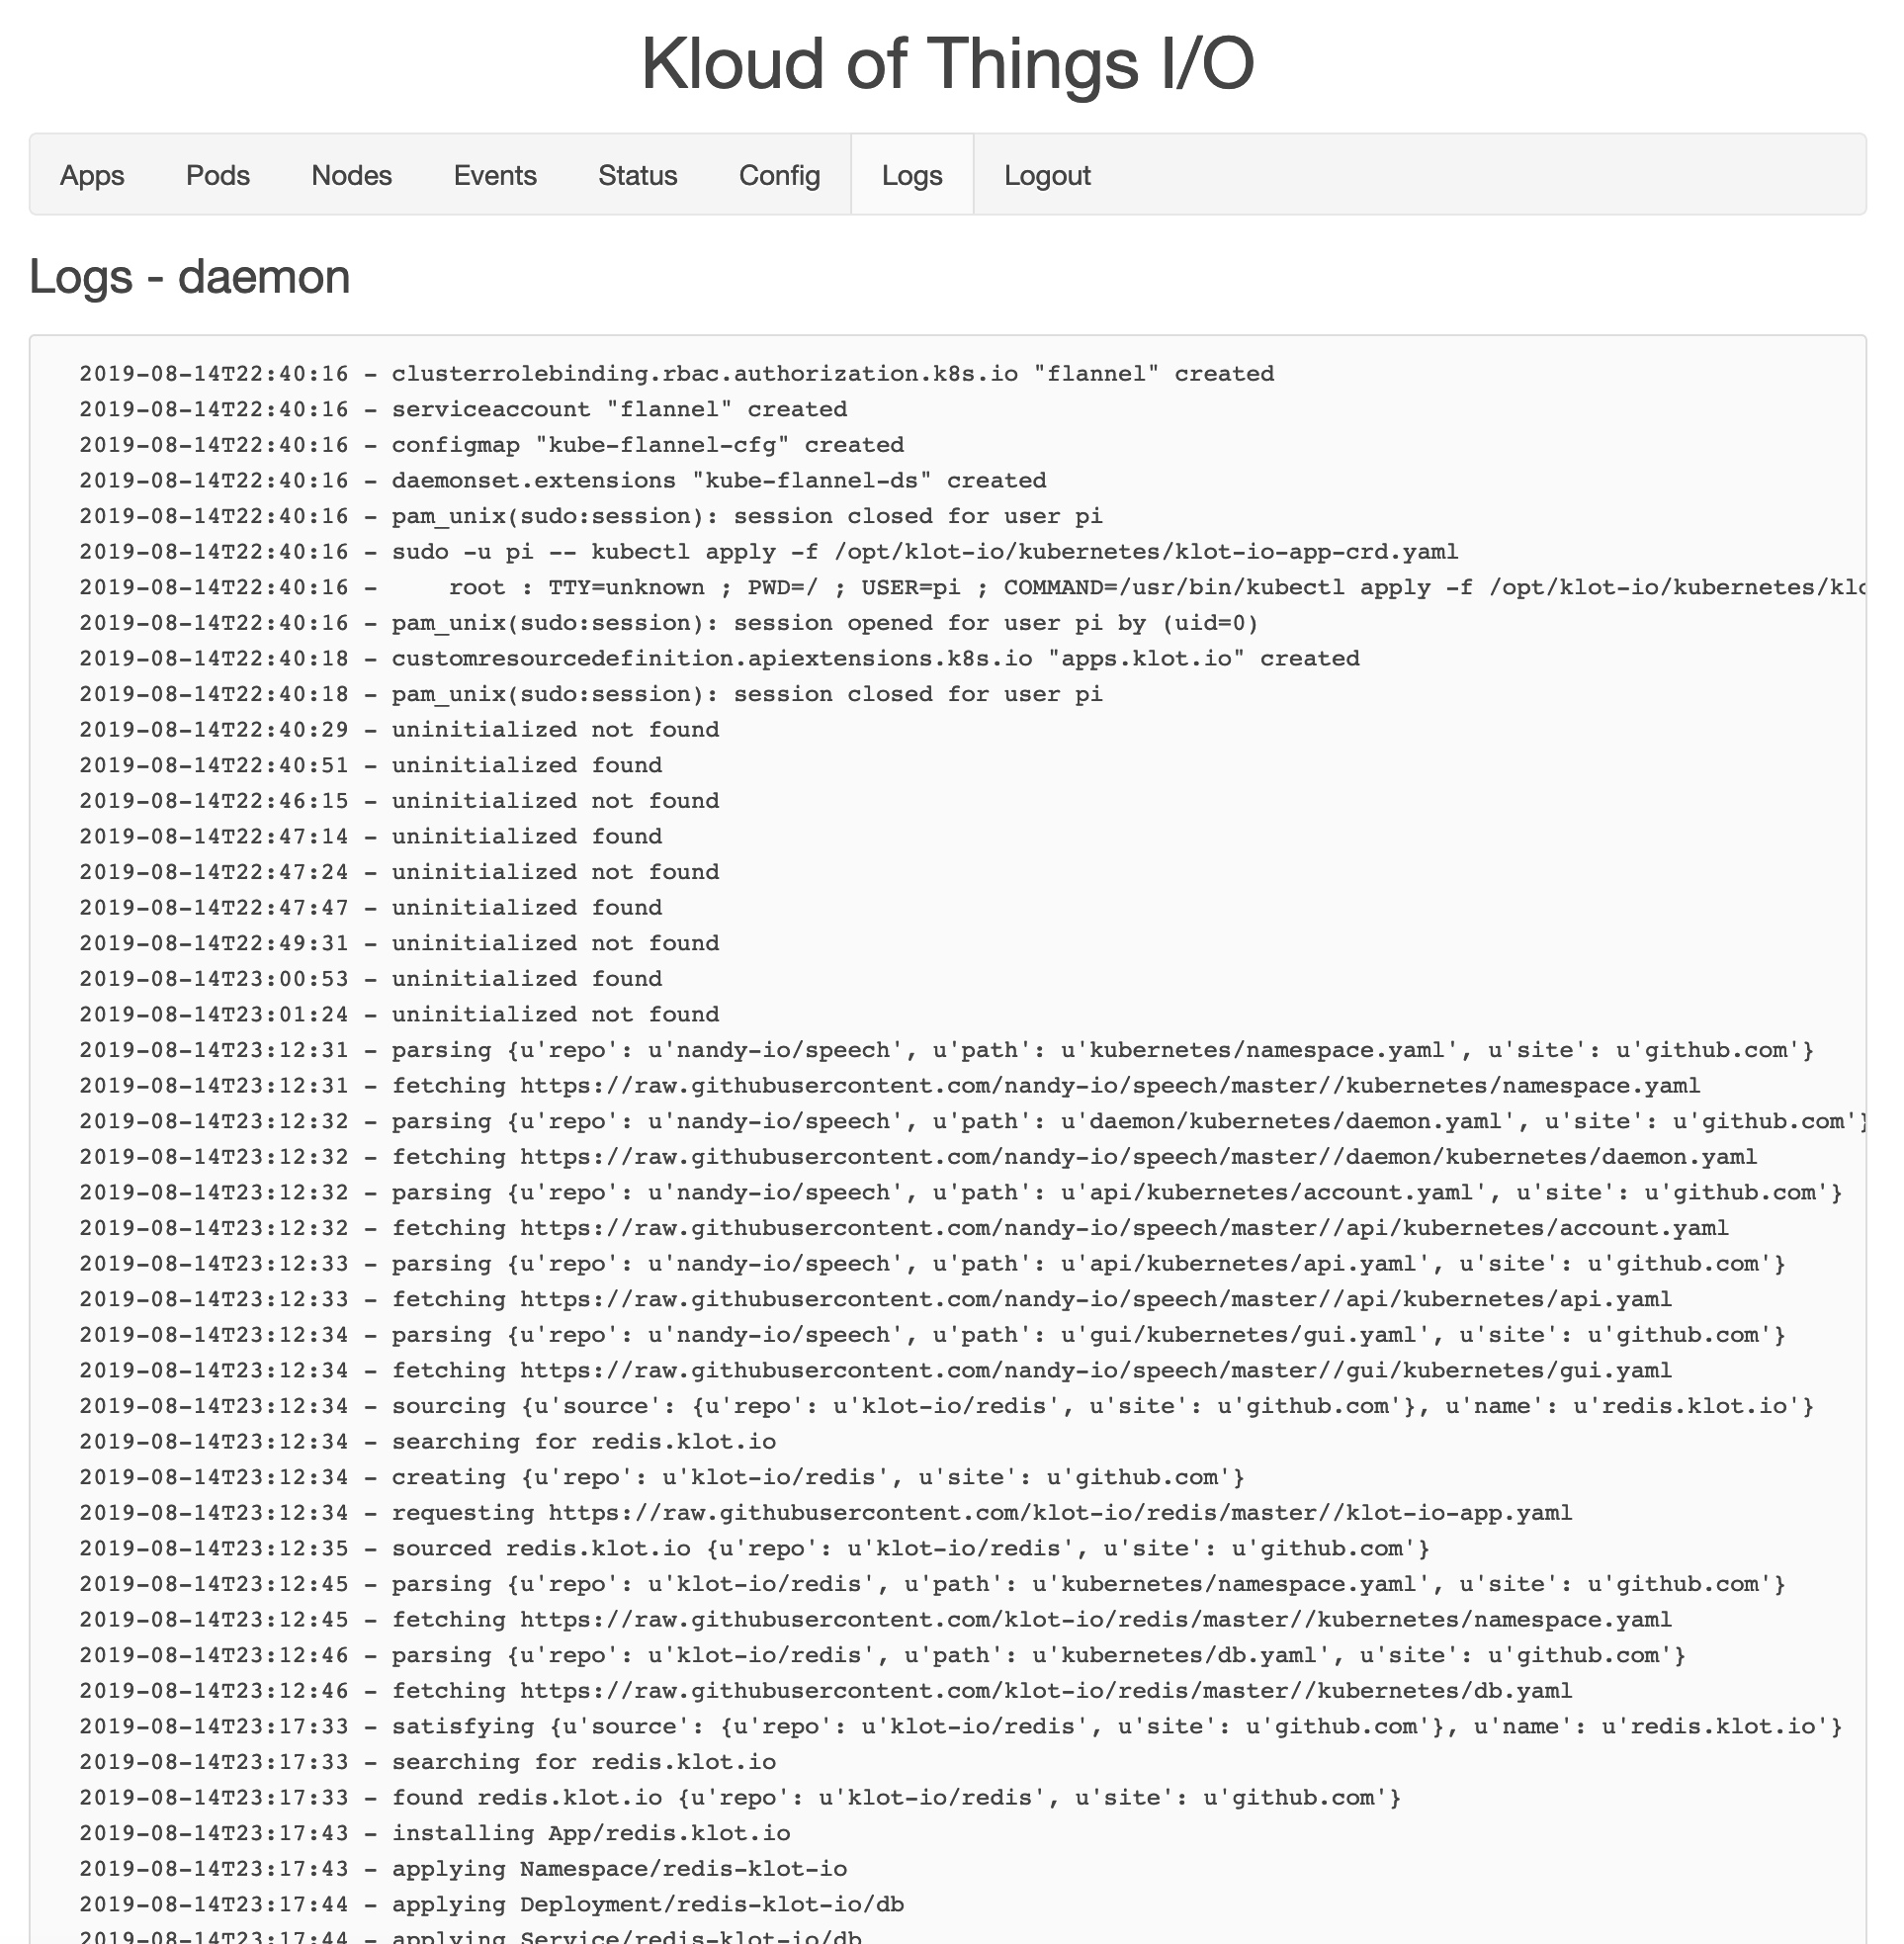 Kloud of Things I/O
Apps Pods Nodes Events Status Config Logs Logout
Logs - daemon
2019-08-14T22:40:16 - clusterrolebinding.rbac.authorization.k8s.io "flannel" created
2019-08-14T22:40:16 - serviceaccount "flannel" created
2019-08-14T22:40:16 - configmap "kube-flannel-cfg" created
2019-08-14T22:40:16 - daemonset.extensions "kube-flannel-ds" created
2019-08-14T22:40:16 - pam_unix(sudo:session): session closed for user pi
2019-08-14T22:40:16 - sudo -u pi -- kubectl apply -f /opt/klot-io/kubernetes/klot-io-app-crd.yaml
2019-08-14T22:40:16 -     root : TTY=unknown ; PWD=/ ; USER=pi ; COMMAND=/usr/bin/kubectl apply -f /opt/klot-io/kubernetes/klo
2019-08-14T22:40:16 - pam_unix(sudo:session): session opened for user pi by (uid=0)
2019-08-14T22:40:18 - customresourcedefinition.apiextensions.k8s.io "apps.klot.io" created
2019-08-14T22:40:18 - pam_unix(sudo:session): session closed for user pi
2019-08-14T22:40:29 - uninitialized not found
2019-08-14T22:40:51 - uninitialized found
2019-08-14T22:46:15 - uninitialized not found
2019-08-14T22:47:14 - uninitialized found
2019-08-14T22:47:24 - uninitialized not found
2019-08-14T22:47:47 - uninitialized found
2019-08-14T22:49:31 - uninitialized not found
2019-08-14T23:00:53 - uninitialized found
2019-08-14T23:01:24 - uninitialized not found
2019-08-14T23:12:31 - parsing {u'repo': u'nandy-io/speech', u'path': u'kubernetes/namespace.yaml', u'site': u'github.com'}
2019-08-14T23:12:31 - fetching https://raw.githubusercontent.com/nandy-io/speech/master//kubernetes/namespace.yaml
2019-08-14T23:12:32 - parsing {u'repo': u'nandy-io/speech', u'path': u'daemon/kubernetes/daemon.yaml', u'site': u'github.com'}
2019-08-14T23:12:32 - fetching https://raw.githubusercontent.com/nandy-io/speech/master//daemon/kubernetes/daemon.yaml
2019-08-14T23:12:32 - parsing {u'repo': u'nandy-io/speech', u'path': u'api/kubernetes/account.yaml', u'site': u'github.com'}
2019-08-14T23:12:32 - fetching https://raw.githubusercontent.com/nandy-io/speech/master//api/kubernetes/account.yaml
2019-08-14T23:12:33 - parsing {u'repo': u'nandy-io/speech', u'path': u'api/kubernetes/api.yaml', u'site': u'github.com'}
2019-08-14T23:12:33 - fetching https://raw.githubusercontent.com/nandy-io/speech/master//api/kubernetes/api.yaml
2019-08-14T23:12:34 - parsing {u'repo': u'nandy-io/speech', u'path': u'gui/kubernetes/gui.yaml', u'site': u'github.com'}
2019-08-14T23:12:34 - fetching https://raw.githubusercontent.com/nandy-io/speech/master//gui/kubernetes/gui.yaml
2019-08-14T23:12:34 - sourcing {u'source': {u'repo': u'klot-io/redis', u'site': u'github.com'}, u'name': u'redis.klot.io'}
2019-08-14T23:12:34 - searching for redis.klot.io
2019-08-14T23:12:34 - creating {u'repo': u'klot-io/redis', u'site': u'github.com'}
2019-08-14T23:12:34 - requesting https://raw.githubusercontent.com/klot-io/redis/master//klot-io-app.yaml
2019-08-14T23:12:35 - sourced redis.klot.io {u'repo': u'klot-io/redis', u'site': u'github.com'}
2019-08-14T23:12:45 - parsing {u'repo': u'klot-io/redis', u'path': u'kubernetes/namespace.yaml', u'site': u'github.com'}
2019-08-14T23:12:45 - fetching https://raw.githubusercontent.com/klot-io/redis/master//kubernetes/namespace.yaml
2019-08-14T23:12:46 - parsing {u'repo': u'klot-io/redis', u'path': u'kubernetes/db.yaml', u'site': u'github.com'}
2019-08-14T23:12:46 - fetching https://raw.githubusercontent.com/klot-io/redis/master//kubernetes/db.yaml
2019-08-14T23:17:33 - satisfying {u'source': {u'repo': u'klot-io/redis', u'site': u'github.com'}, u'name': u'redis.klot.io'}
2019-08-14T23:17:33 - searching for redis.klot.io
2019-08-14T23:17:33 - found redis.klot.io {u'repo': u'klot-io/redis', u'site': u'github.com'}
2019-08-14T23:17:43 - installing App/redis.klot.io
2019-08-14T23:17:43 - applying Namespace/redis-klot-io
2019-08-14T23:17:44 - applying Deployment/redis-klot-io/db
2019-08-14T23:17:44 - applying Service/redis-klot-io/db